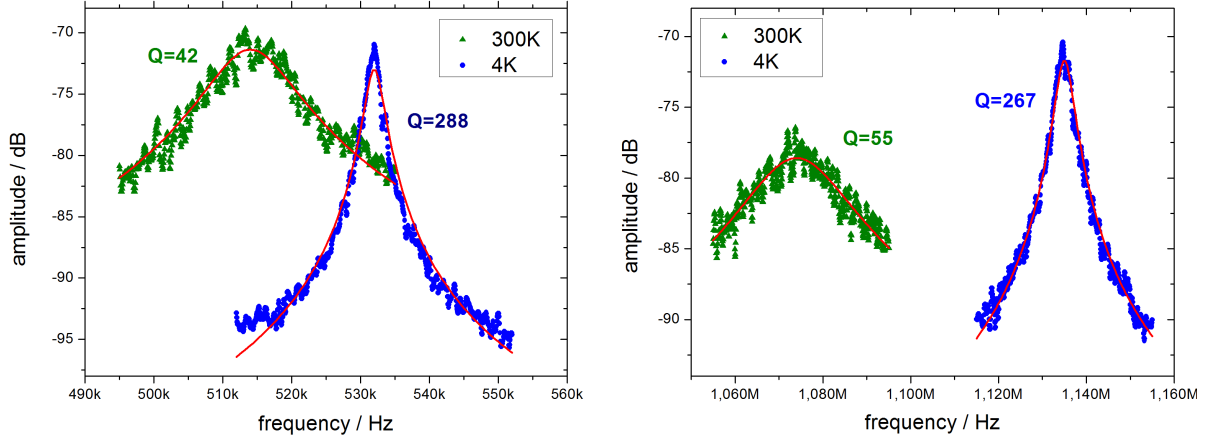 -70
-75
-80
-85
-90
-95
amplitude / dB
Q=42
300K
4K
Q=288
490k 500k 510k 520k 530k 540k 550k 560k
frequency / Hz
-70
-75
-80
-85
-90
amplitude / dB
300K
4K
Q=267
Q=55
1,060M 1,080M 1,100M 1,120M 1,140M 1,160M
frequency / Hz